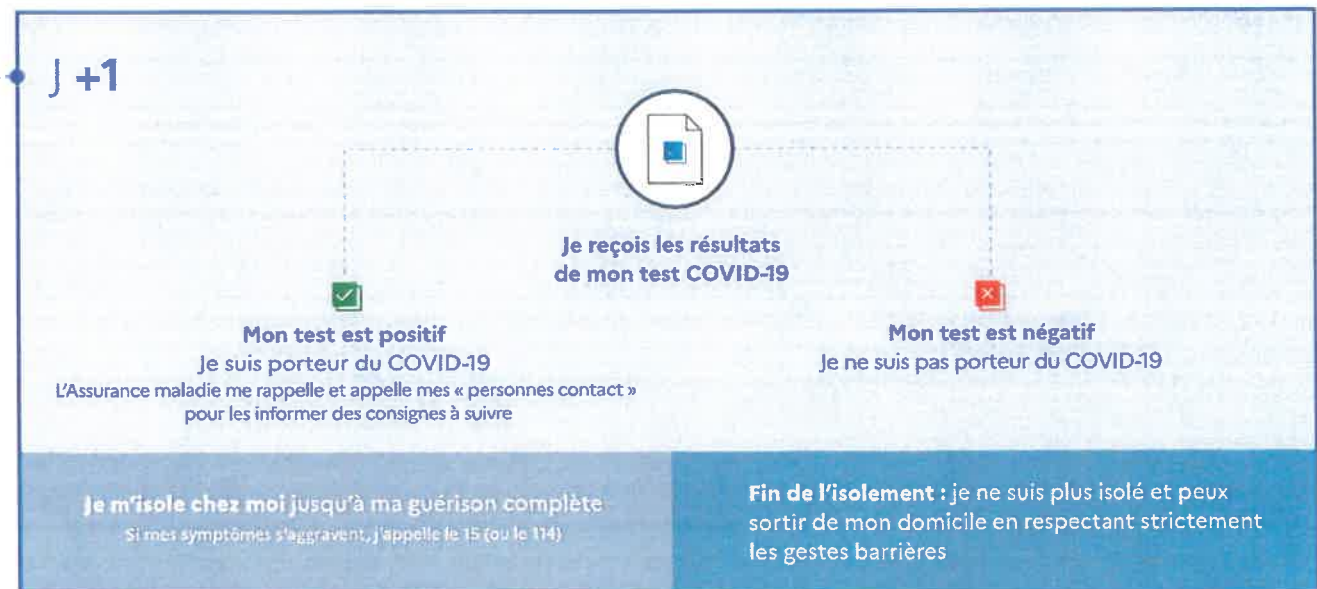 J +1
Je reçois les résultats
de mon test COVID-19
Mon test est positif
Je suis porteur du COVID-19
L'Assurance maladie me rappelle et appelle mes « personnes contact »
pour les informer des consignes à suivre
Mon test est négatif
Je ne suis pas porteur du COVID-19
Je m'isole chez moi jusqu'à ma guérison complète
Si mes symptômes s'aggravent, j'appelle le 15 (ou le 114)
Fin de l'isolement : je ne suis plus isolé et peux
sortir de mon domicile en respectant strictement
les gestes barrières